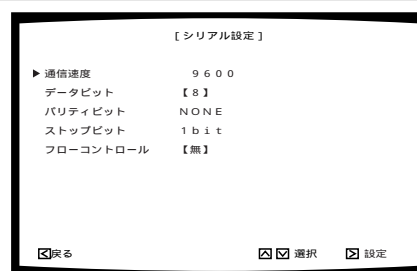 [シリアル設定]
▶通信速度 9600
データビット 【8】
パリティビット NONE
ストップビット 1bit
フローコントロール 【無】
戻る 選択 設定